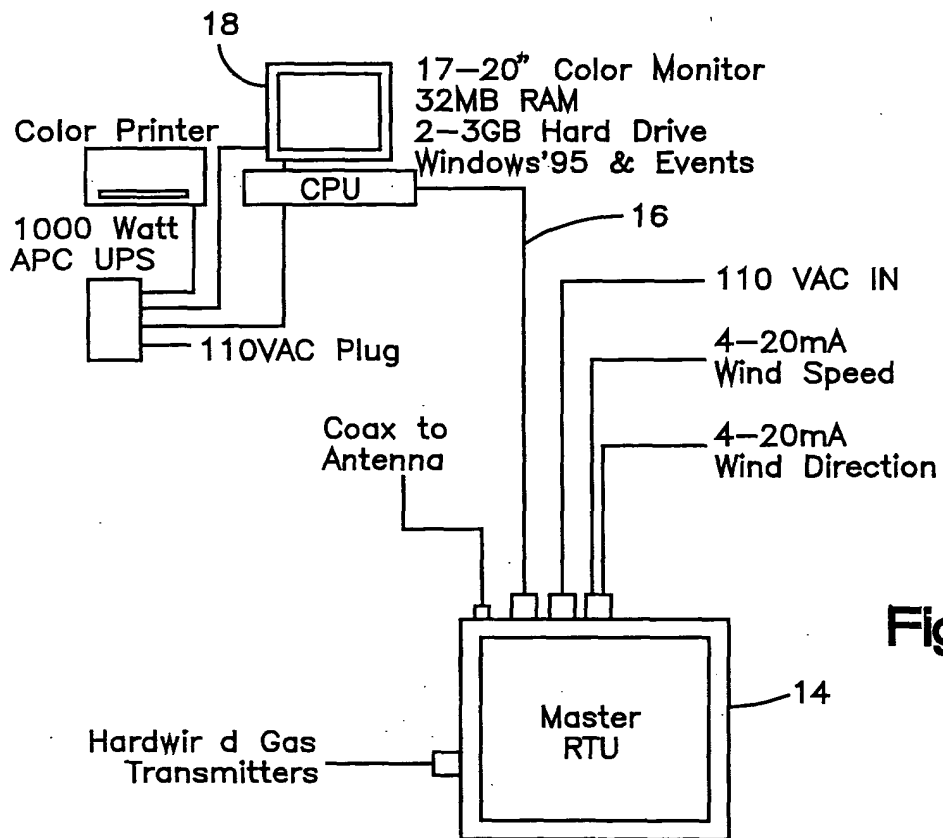 18
17-20" Color Monitor
32MB RAM
2-3GB Hard Drive
Windows'95 & Events
Color Printer
CPU
1000 Watt
APC UPS
16
110 VAC IN
110VAC Plug
4-20mA
Wind Speed
Coax to
Antenna
4-20mA
Wind Direction
Fig
14
Master
RTU
Hardwir d Gas
Transmitters